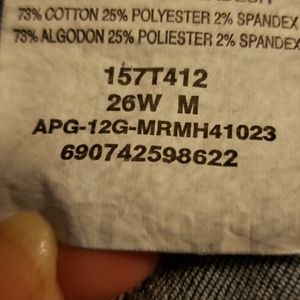 73% COTTON 25% POLYESTER 2% SPANDEX
73% ALGODON 25% POLIESTER 2% SPANDEX
157T412
26W M
APG-12G-MRMH41023
690742598622